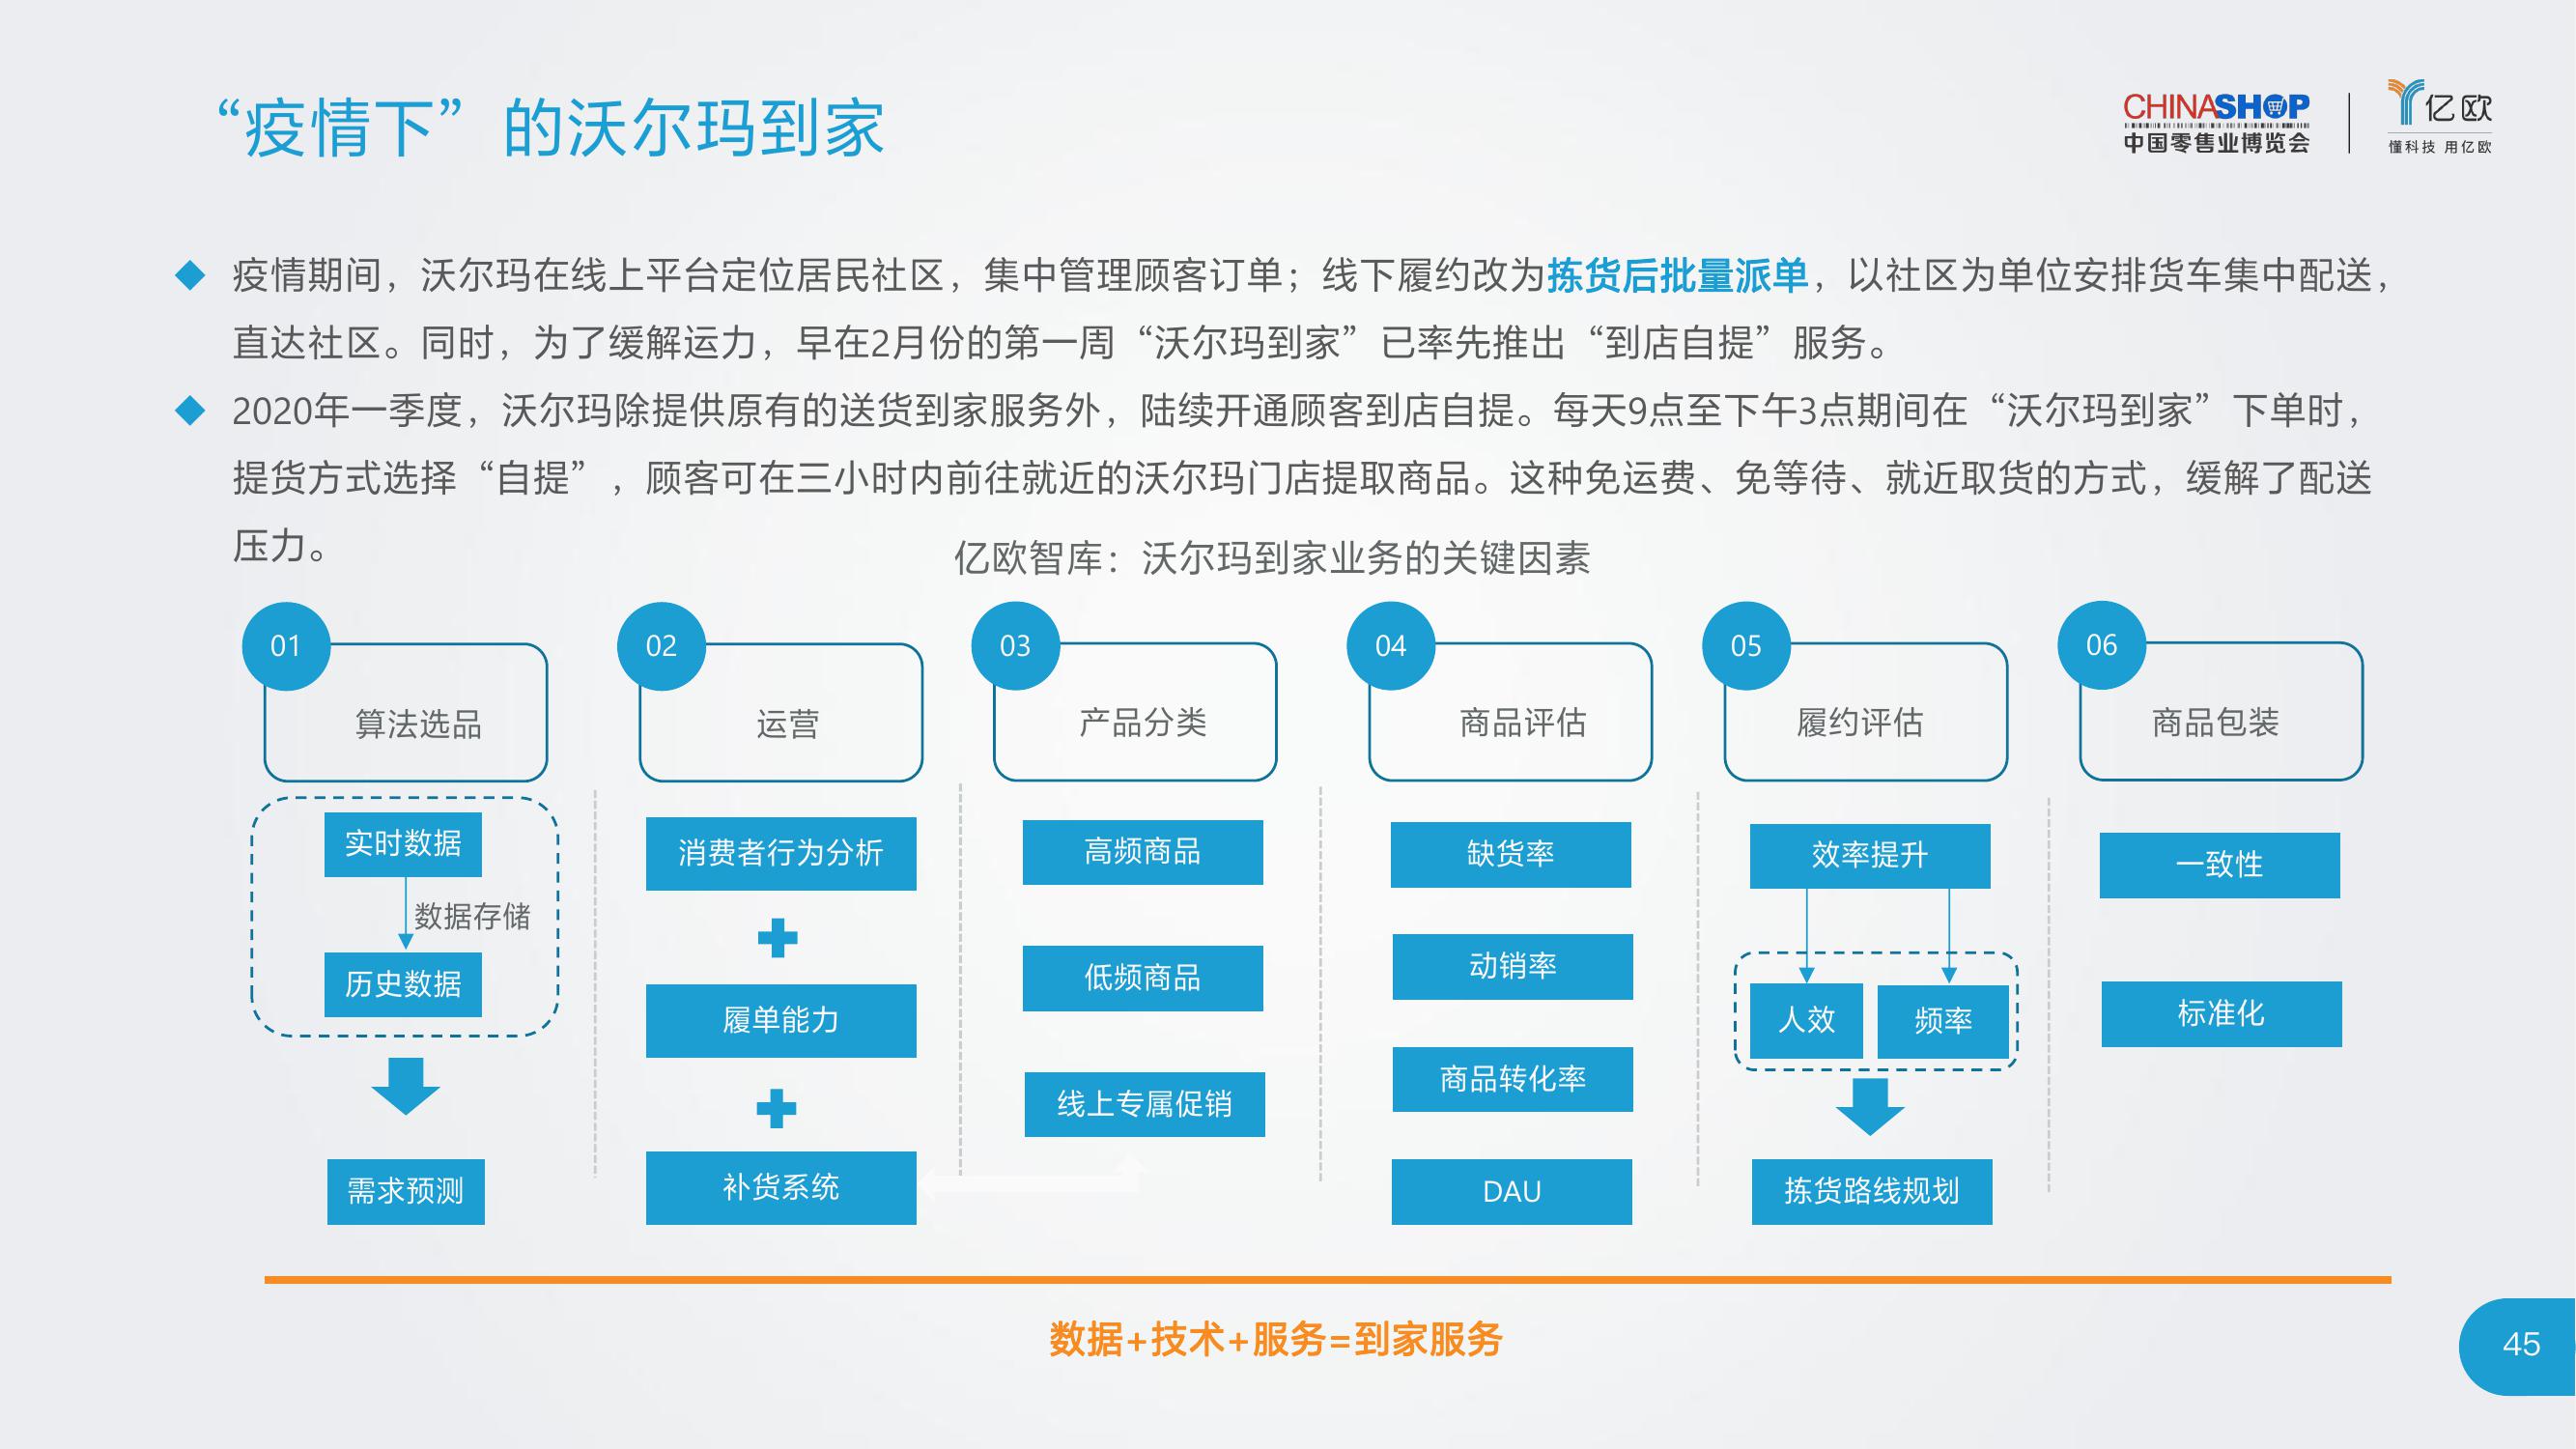 “疫情下”的沃尔玛到家
CHINASHOP
中国零售业博览会
亿欧
懂科技 用亿欧
疫情期间，沃尔玛在线上平台定位居民社区，集中管理顾客订单；线下履约改为拣货后批量派单，以社区为单位安排货车集中配送，
直达社区。同时，为了缓解运力，早在2月份的第一周“沃尔玛到家”已率先推出“到店自提”服务。
2020年一季度，沃尔玛除提供原有的送货到家服务外，陆续开通顾客到店自提。每天9点至下午3点期间在“沃尔玛到家”下单时，
提货方式选择“自提”，顾客可在三小时内前往就近的沃尔玛门店提取商品。这种免运费、免等待、就近取货的方式，缓解了配送
压力。
亿欧智库：沃尔玛到家业务的关键因素
01
算法选品
实时数据
数据存储
历史数据
需求预测
02
运营
消费者行为分析
履单能力
补货系统
03
产品分类
高频商品
低频商品
线上专属促销
04
商品评估
缺货率
动销率
商品转化率
DAU
05
履约评估
效率提升
人效
频率
拣货路线规划
06
商品包装
一致性
标准化
数据+技术+服务=到家服务
45